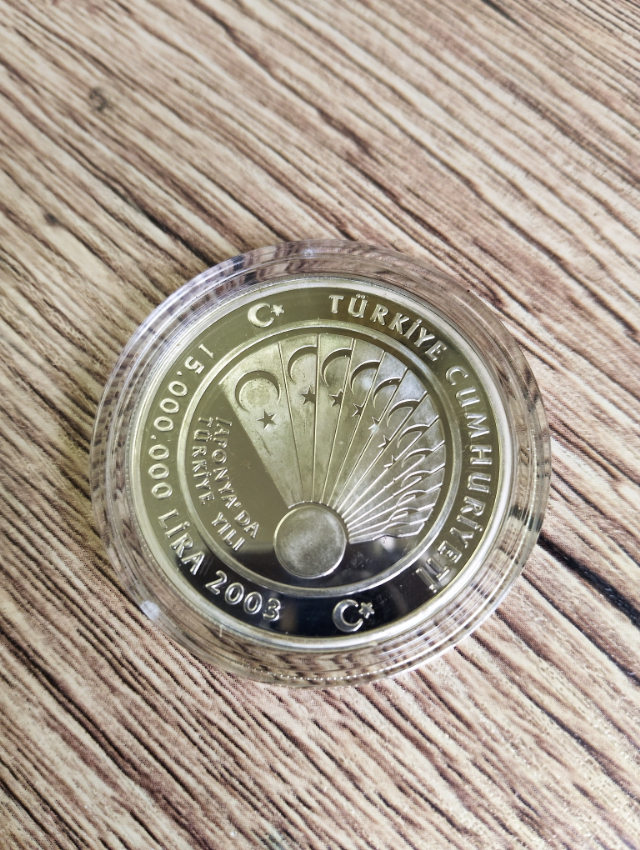 TÜRKİYE CUMHURİYETİ
15.000.000 LİRA 2003
JAPONYA'DA
TÜRKİYE YILI